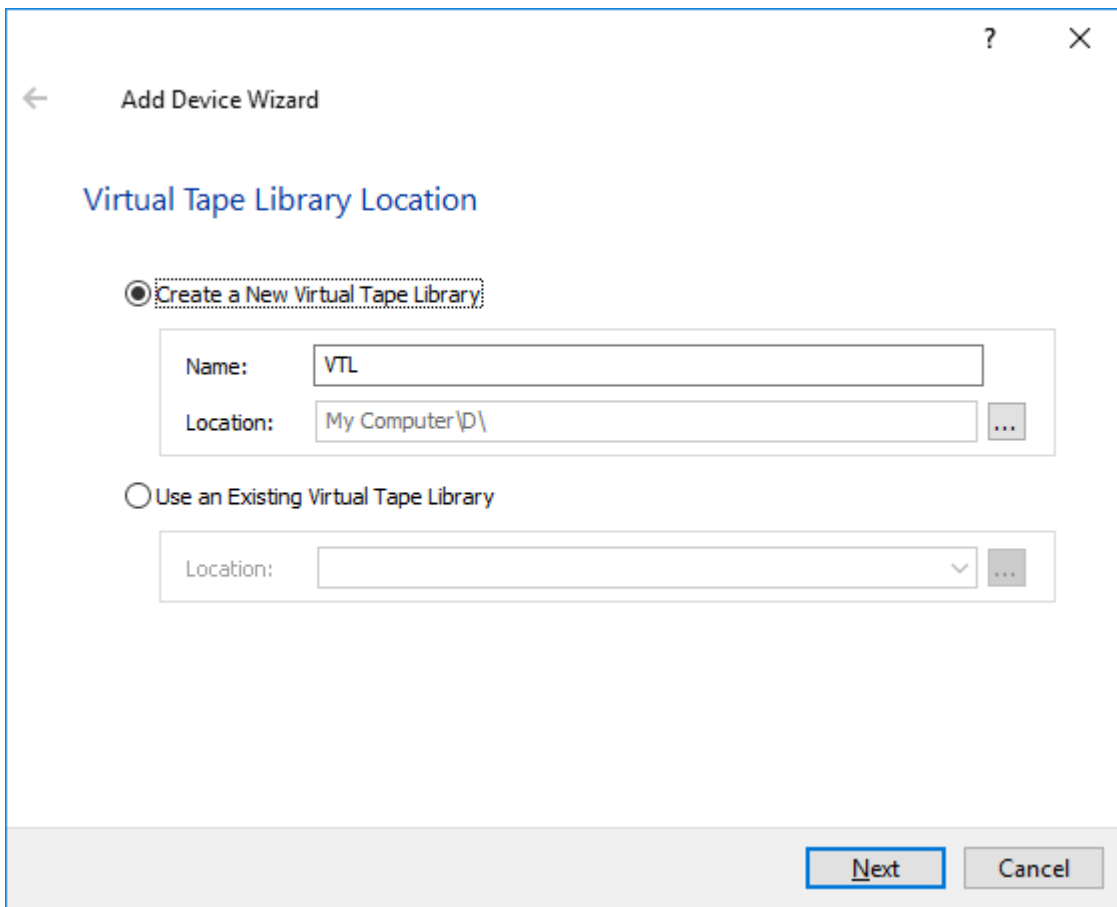 ?
Add Device Wizard
Virtual Tape Library Location
Create a New Virtual Tape Library
Name: VTL
Location: My Computer\D\ ...
Use an Existing Virtual Tape Library
Location: ...
Next Cancel